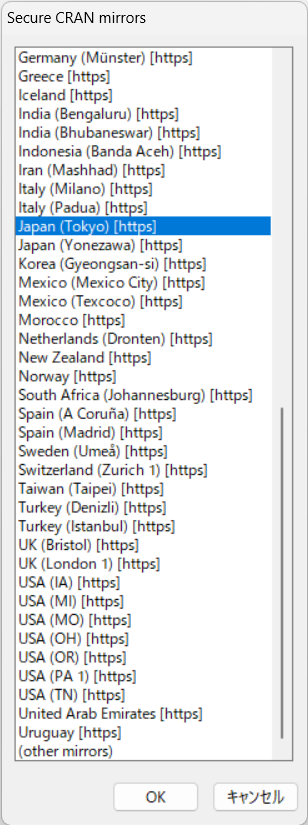 Secure CRAN mirrors
Germany (Münster) [https]
Greece [https]
Iceland [https]
India (Bengaluru) [https]
India (Bhubaneswar) [https]
Indonesia (Banda Aceh) [https]
Iran (Mashhad) [https]
Italy (Milano) [https]
Italy (Padua) [https]
Japan (Tokyo) [https]
Japan (Yonezawa) [https]
Korea (Gyeongsan-si) [https]
Mexico (Mexico City) [https]
Mexico (Texcoco) [https]
Morocco [https]
Netherlands (Dronten) [https]
New Zealand [https]
Norway [https]
South Africa (Johannesburg) [https]
Spain (A Coruña) [https]
Spain (Madrid) [https]
Sweden (Umeå) [https]
Switzerland (Zurich 1) [https]
Taiwan (Taipei) [https]
Turkey (Denizli) [https]
Turkey (Istanbul) [https]
UK (Bristol) [https]
UK (London 1) [https]
USA (IA) [https]
USA (MI) [https]
USA (MO) [https]
USA (OH) [https]
USA (OR) [https]
USA (PA 1) [https]
USA (TN) [https]
United Arab Emirates [https]
Uruguay [https]
(other mirrors)
OK キャンセル